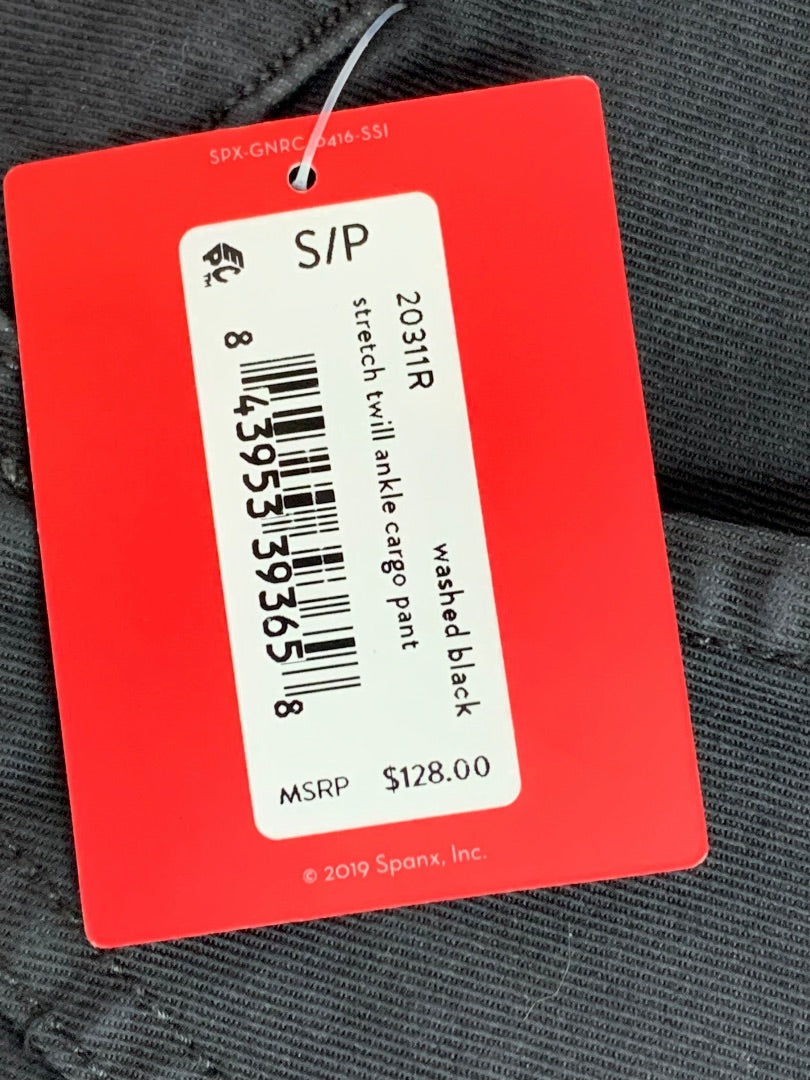 SPX-GNRC-0416-SSI
S/P
ECP™
20311R
stretch twill ankle cargo pant
washed black
8 43953 39365 8
MSRP $128.00
© 2019 Spanx, Inc.